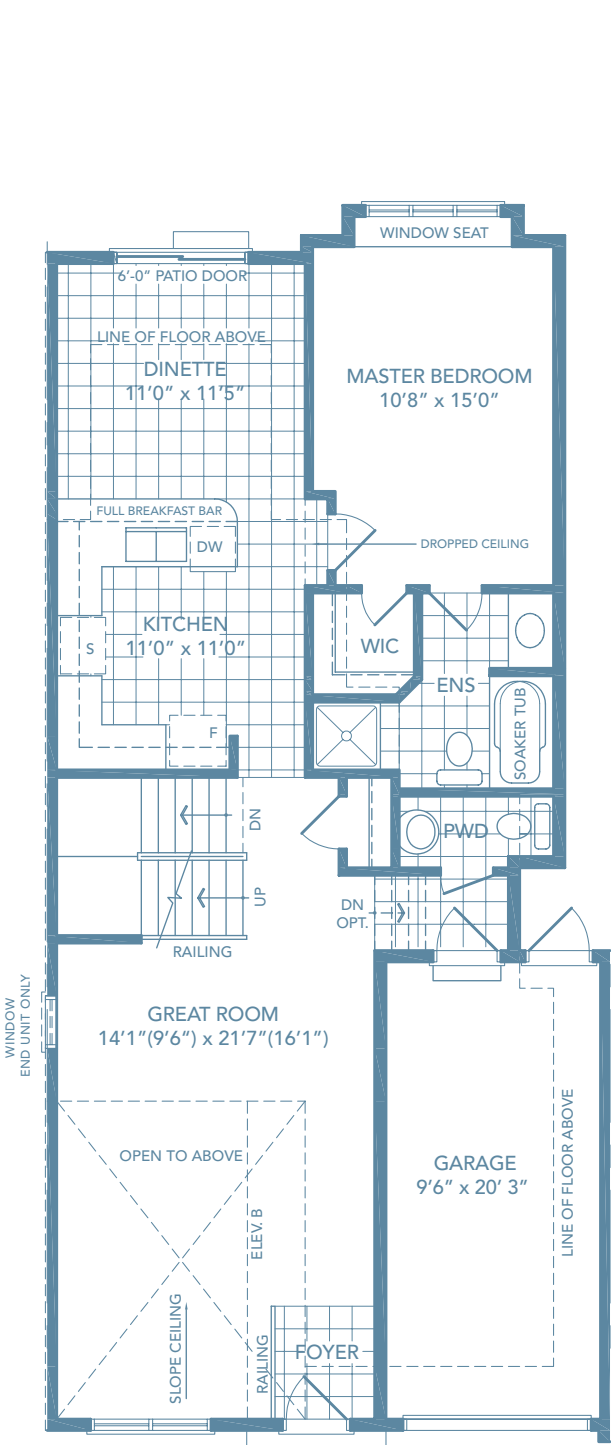 WINDOW SEAT
6'-0" PATIO DOOR
LINE OF FLOOR ABOVE
DINETTE
11'0" x 11'5"
MASTER BEDROOM
10'8" x 15'0"
FULL BREAKFAST BAR
DW
DROPPED CEILING
KITCHEN
11'0" x 11'0"
S
WIC
ENS
SOAKER TUB
F
DN
PWD
UP
DN
OPT.
RAILING
WINDOW
END UNIT ONLY
GREAT ROOM
14'1"(9'6") x 21'7"(16'1")
OPEN TO ABOVE
GARAGE
9'6" x 20' 3"
LINE OF FLOOR ABOVE
ELEV. B
SLOPE CEILING
RAILING
FOYER